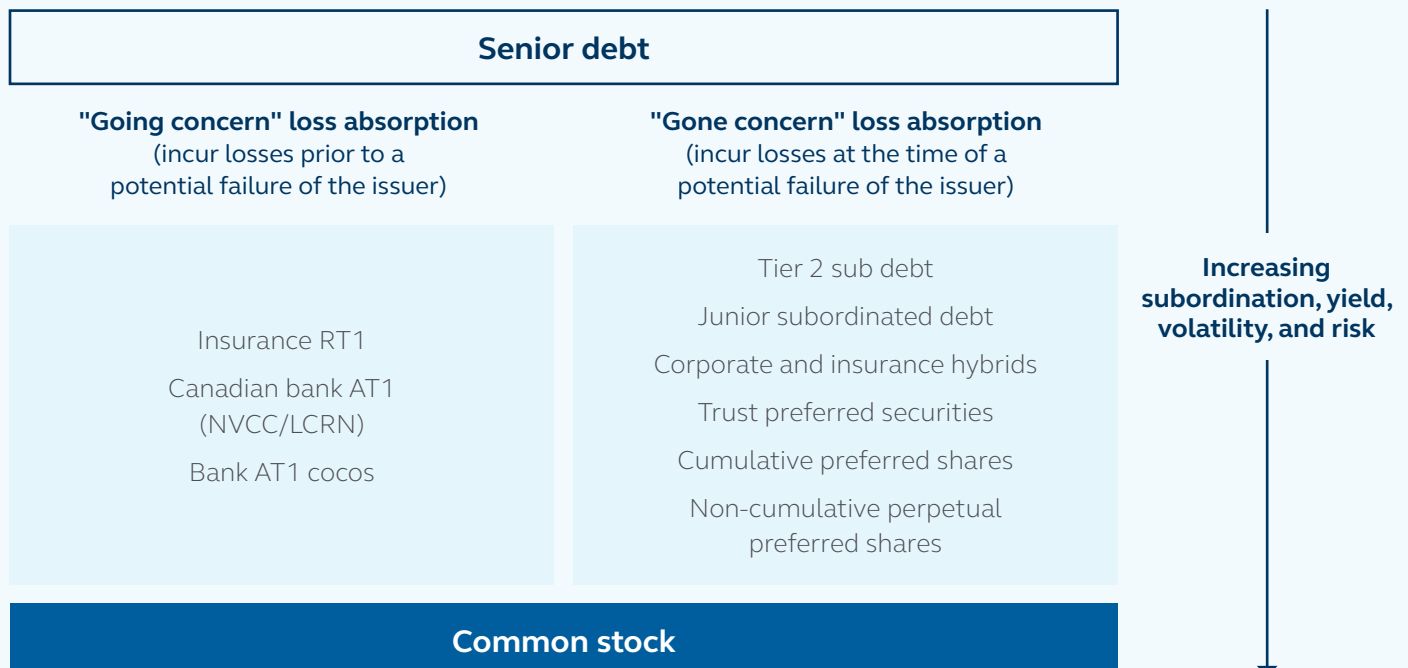 Senior debt
"Going concern" loss absorption
(incur losses prior to a
potential failure of the issuer)
"Gone concern" loss absorption
(incur losses at the time of a
potential failure of the issuer)
Insurance RT1
Canadian bank AT1
(NVCC/LCRN)
Bank AT1 cocos
Tier 2 sub debt
Junior subordinated debt
Corporate and insurance hybrids
Trust preferred securities
Cumulative preferred shares
Non-cumulative perpetual
preferred shares
Increasing
subordination, yield,
volatility, and risk
Common stock